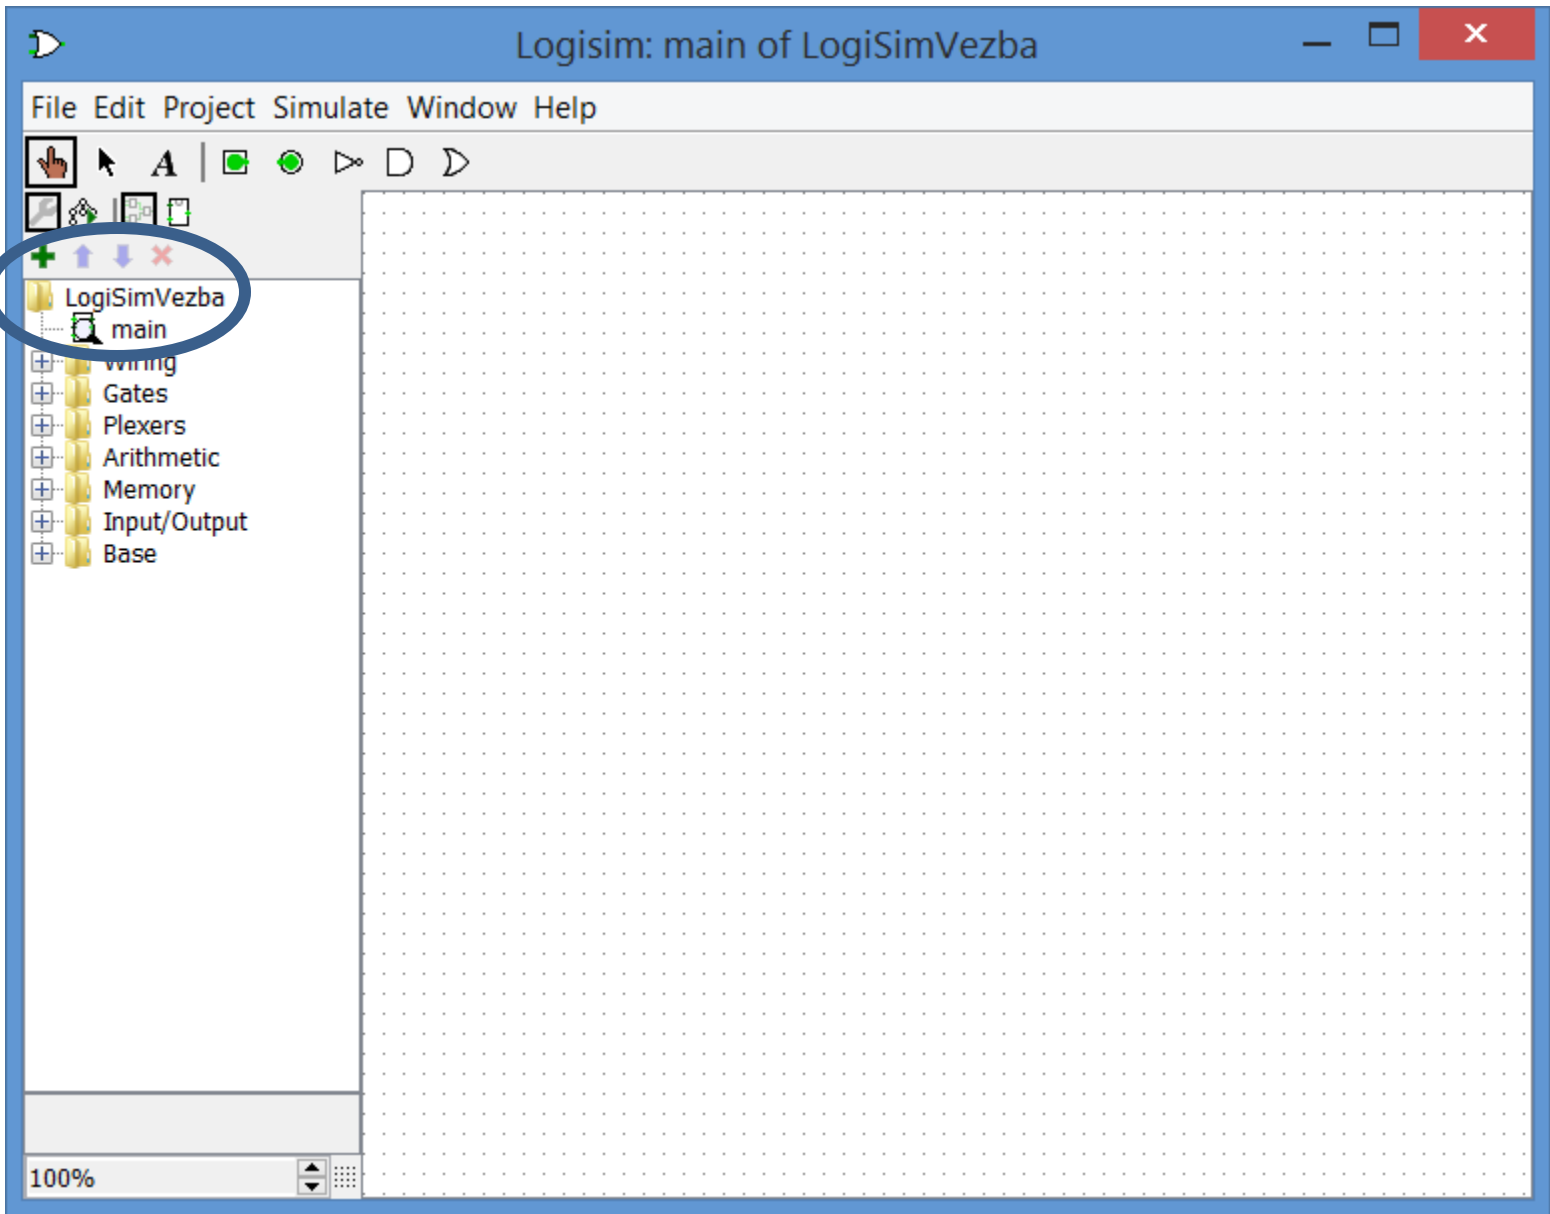 Logisim: main of LogiSimVezba
File Edit Project Simulate Window Help
A
LogiSimVezba
main
Wiring
Gates
Plexers
Arithmetic
Memory
Input/Output
Base
100%